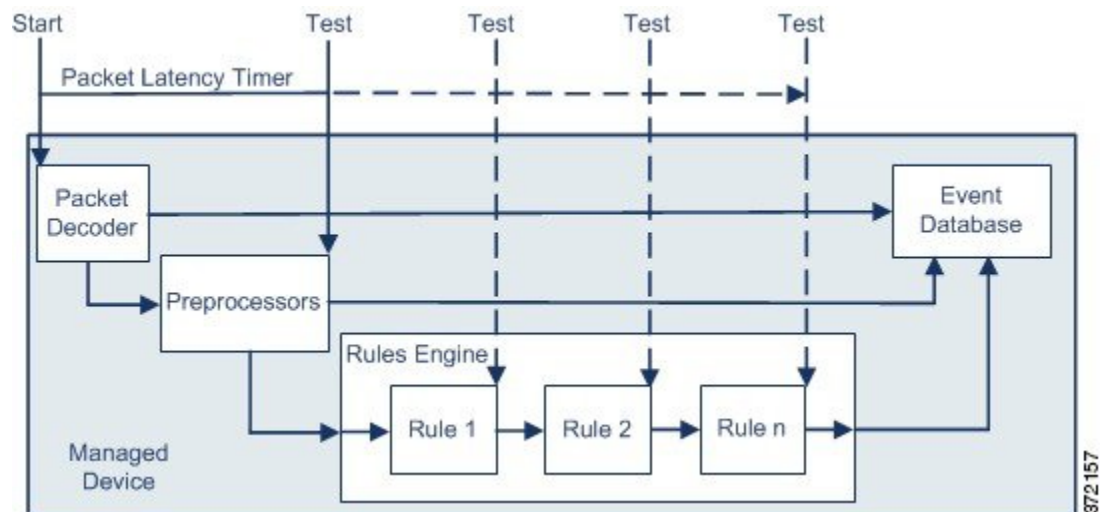 Start
Test
Test
Test
Test
Packet Latency Timer
Packet
Decoder
Event
Database
Preprocessors
Rules Engine
Rule 1
Rule 2
Rule n
Managed
Device
372157